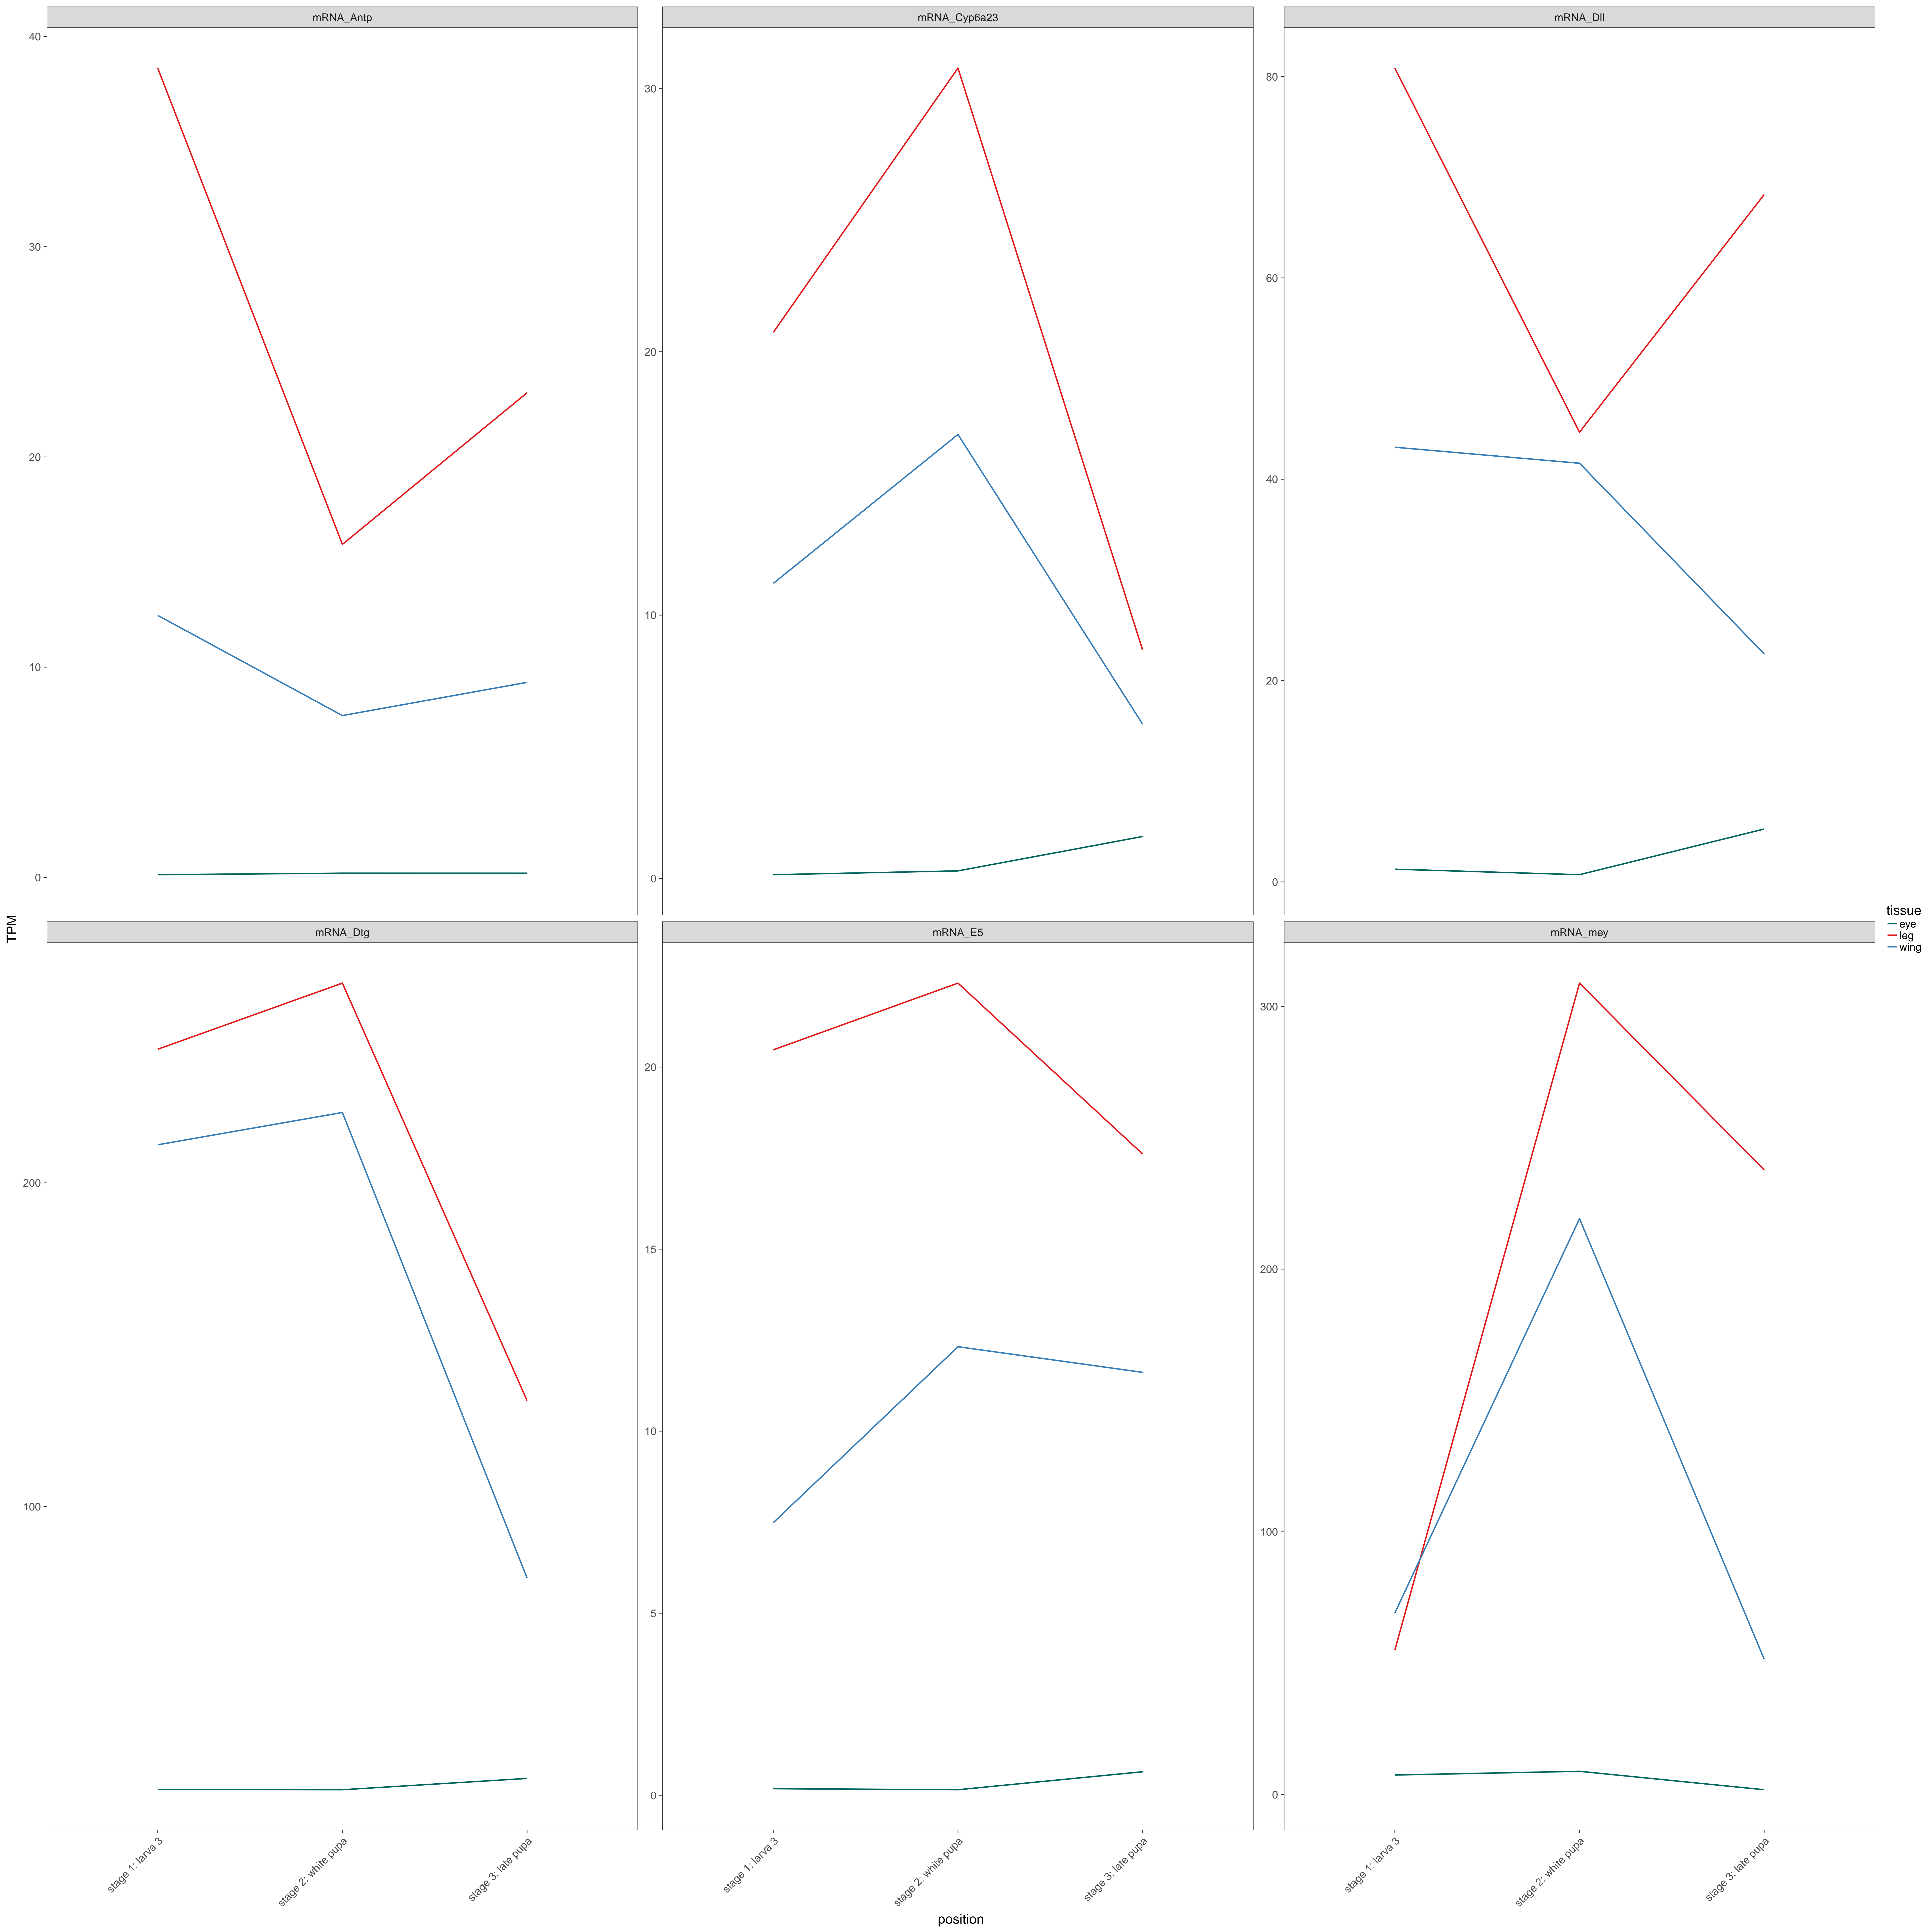 mRNA_Antp
mRNA_Cyp6a23
mRNA_Dll
40
30
20
10
0
30
20
10
0
80
60
40
20
0
mRNA_Dtg
mRNA_E5
mRNA_mey
200
100
20
15
10
5
0
300
200
100
0
TPM
stage 1: larva 3
stage 2: white pupa
stage 3: late pupa
stage 1: larva 3
stage 2: white pupa
stage 3: late pupa
stage 1: larva 3
stage 2: white pupa
stage 3: late pupa
position
tissue
eye
leg
wing